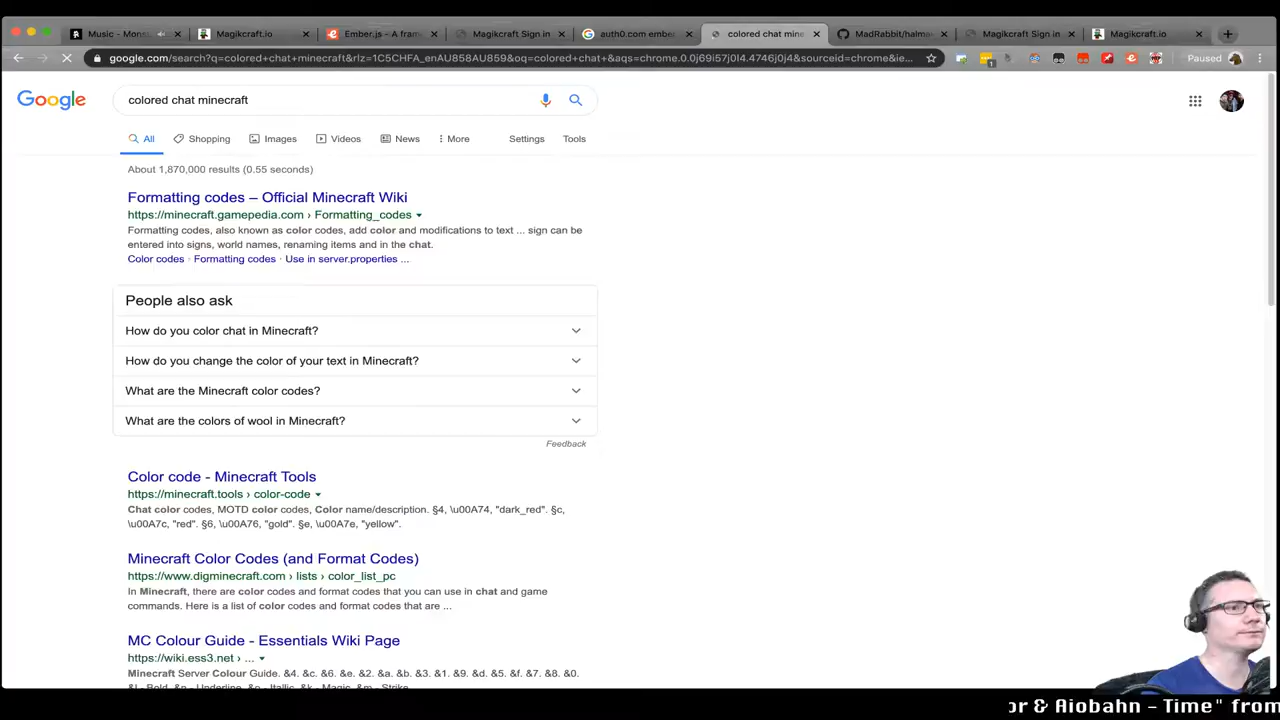 Music - Mons
Magikcraft.io
Ember.js - A fram
Magikcraft Sign in
auth0.com embe
colored chat mine
MadRabbit/halma
Magikcraft Sign in
Magikcraft.io
google.com/search?q=colored+chat+minecraft&rlz=1C5CHFA_enAU858AU859&oq=colored+chat+&aqs=chrome.0.0j69i57j0l4.4746j0j4&sourceid=chrome&ie...
Paused
Google
colored chat minecraft
All
Shopping
Images
Videos
News
More
Settings
Tools
About 1,870,000 results (0.55 seconds)
Formatting codes – Official Minecraft Wiki
https://minecraft.gamepedia.com › Formatting_codes
Formatting codes, also known as color codes, add color and modifications to text ... sign can be
entered into signs, world names, renaming items and in the chat.
Color codes · Formatting codes · Use in server.properties ...
People also ask
How do you color chat in Minecraft?
How do you change the color of your text in Minecraft?
What are the Minecraft color codes?
What are the colors of wool in Minecraft?
Feedback
Color code - Minecraft Tools
https://minecraft.tools › color-code
Chat color codes, MOTD color codes, Color name/description. §4, \u00A74, "dark_red". §c,
\u00A7c, "red". §6, \u00A76, "gold". §e, \u00A7e, "yellow".
Minecraft Color Codes (and Format Codes)
https://www.digminecraft.com › lists › color_list_pc
In Minecraft, there are color codes and format codes that you can use in chat and game
commands. Here is a list of color codes and format codes that are ...
MC Colour Guide - Essentials Wiki Page
https://wiki.ess3.net › ...
Minecraft Server Colour Guide. &4. &c. &6. &e. &2. &a. &b. &3. &1. &9. &d. &5. &f. &7. &8. &0.
&l - Bold. &n - Underline. &o - Itallic. &k - Magic. &m - Strike.
or & Aiobahn - Time" from